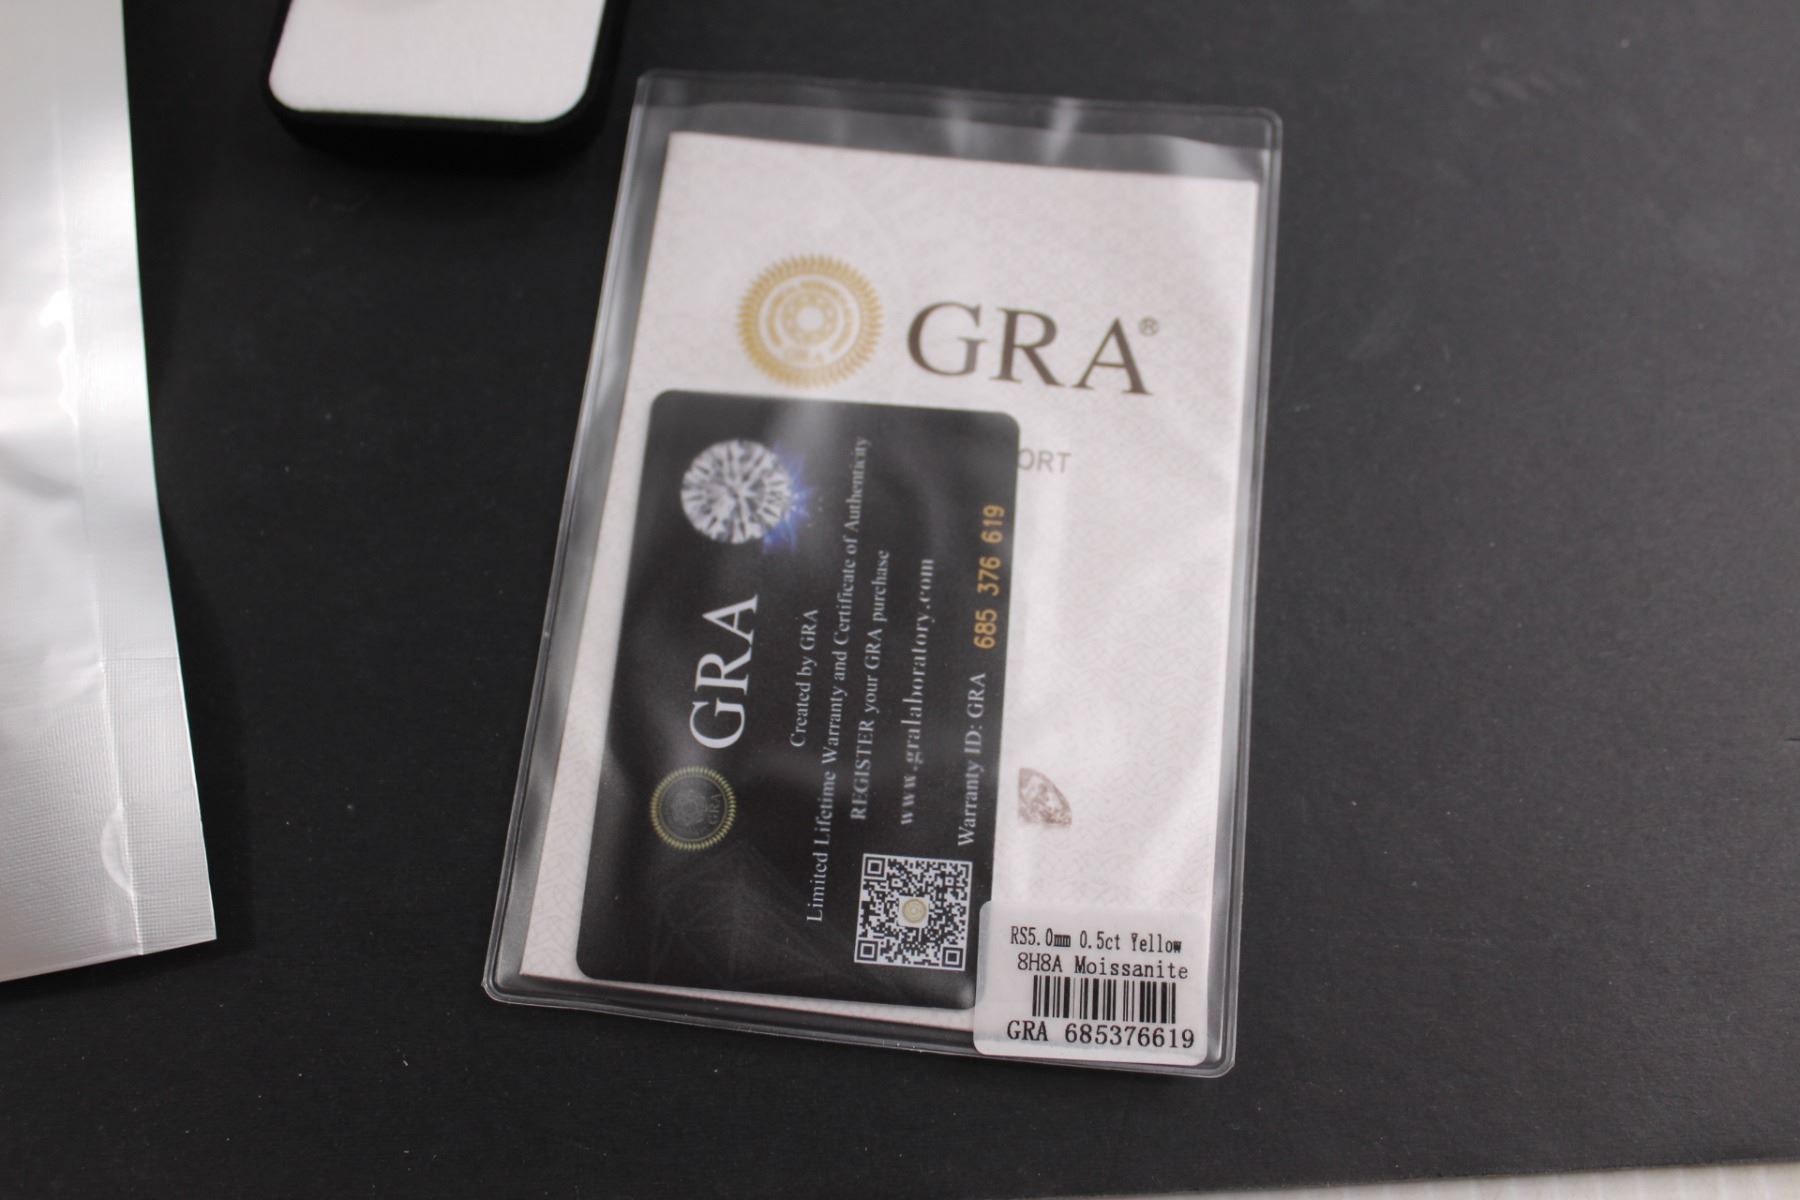 GRA®
ORT
GRA
Created by GRA
Limited Lifetime Warranty and Certificate of Authenticity
REGISTER your GRA purchase
www.gralaboratory.com
Warranty ID: GRA 685 376 619
GRA
RS5.0mm 0.5ct Yellow
8H8A Moissanite
GRA 685376619